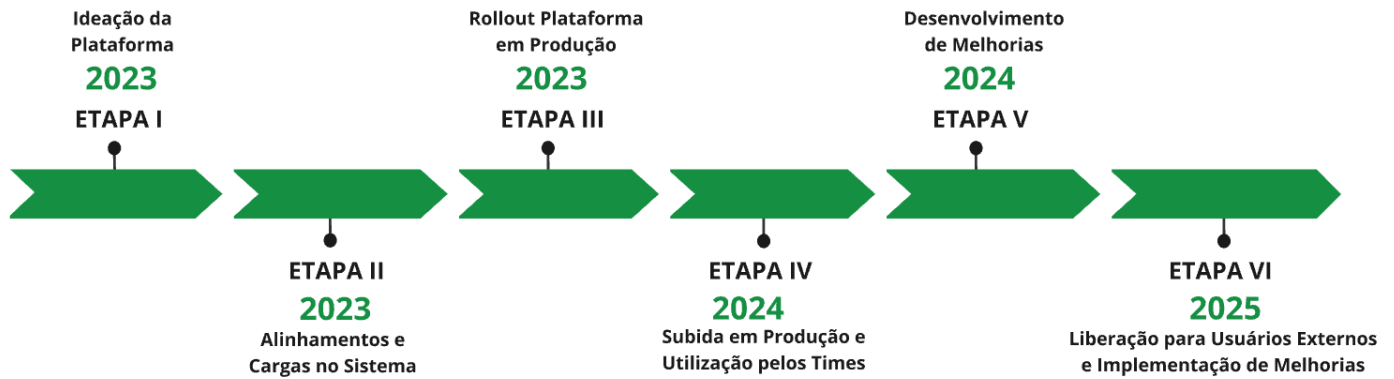 Ideação da
Plataforma
2023
ETAPA I
ETAPA II
2023
Alinhamentos e
Cargas no Sistema
Rollout Plataforma
em Produção
2023
ETAPA III
ETAPA IV
2024
Subida em Produção e
Utilização pelos Times
Desenvolvimento
de Melhorias
2024
ETAPA V
ETAPA VI
2025
Liberação para Usuários Externos
e Implementação de Melhorias